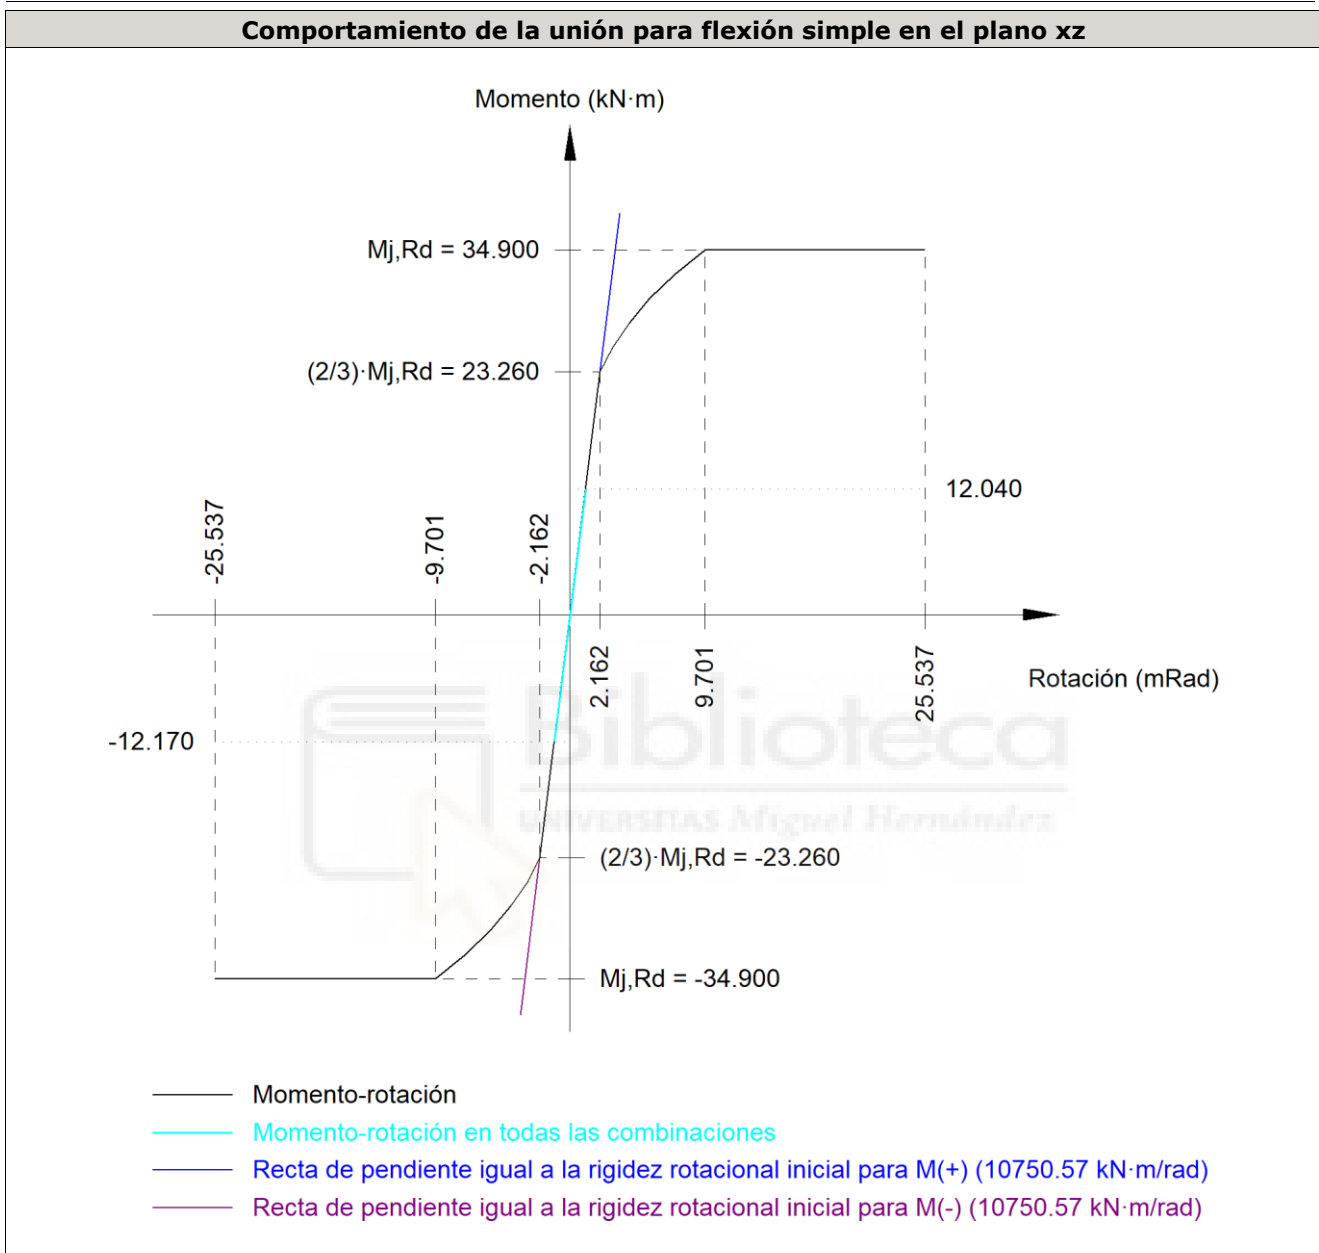 Comportamiento de la unión para flexión simple en el plano xz
Momento (kN·m)
Mj,Rd = 34.900
(2/3)·Mj,Rd = 23.260
12.040
-25.537
-9.701
-2.162
2.162
9.701
25.537
Rotación (mRad)
Biblioteca
-12.170
UNIVERSITAS Miguel Hernández
(2/3)·Mj,Rd = -23.260
Mj,Rd = -34.900
Momento-rotación
Momento-rotación en todas las combinaciones
Recta de pendiente igual a la rigidez rotacional inicial para M(+) (10750.57 kN·m/rad)
Recta de pendiente igual a la rigidez rotacional inicial para M(-) (10750.57 kN·m/rad)